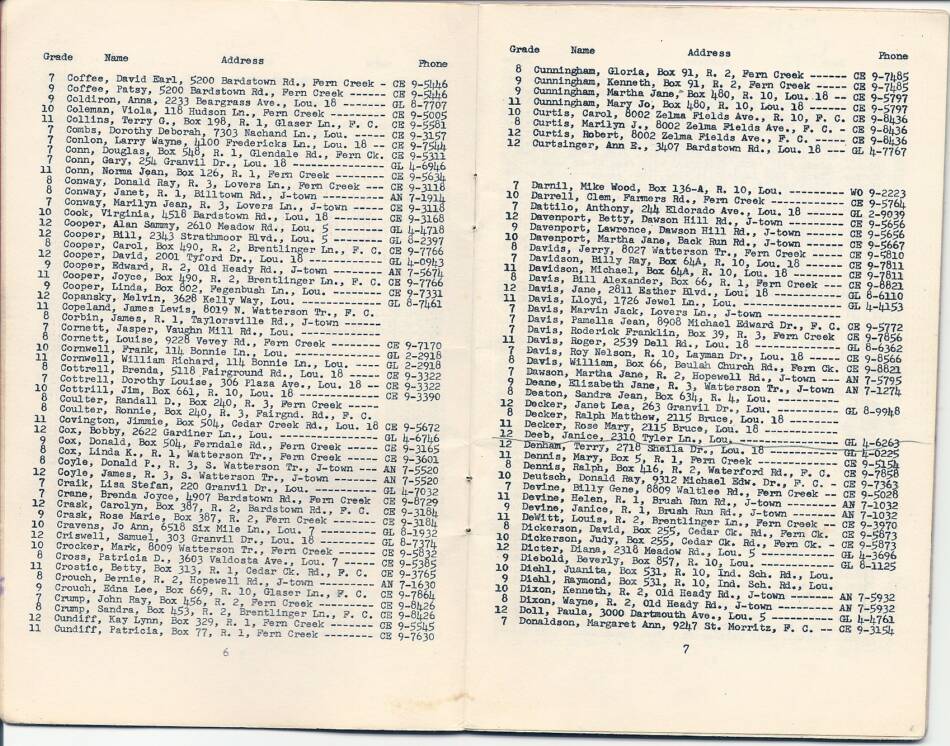 Grade Name Address Phone
7 Coffee, David Earl, 5200 Bardstown Rd., Fern Creek - CE 9-5446
9 Coffee, Patsy, 5200 Bardstown Rd., Fern Creek ----- CE 9-5446
9 Coldiron, Anna, 2233 Beargrass Ave., Lou. 18 ------- GL 8-7707
10 Coleman, Viola, 118 Hudson Ln., Fern Creek --------- CE 9-5005
11 Collins, Terry G., Box 198, R. 1, Glaser Ln., F. C. CE 9-5581
7 Combs, Dorothy Deborah, 7303 Nachand Ln., Lou. ----- CE 9-3157
7 Conlon, Larry Wayne, 4100 Fredericks Ln., Lou. 18 -- CE 9-7544
7 Conn, Douglas, Box 548, R. 1, Glendale Rd., Fern Ck. CE 9-5311
7 Conn, Gary, 254 Granvil Dr., Lou. 18 --------------- GL 4-6946
11 Conn, Norma Jean, Box 126, R. 1, Fern Creek -------- CE 9-5634
8 Conway, Donald Ray, R. 3, Lovers Ln., Fern Creek --- CE 9-3118
8 Conway, Janet, R. 1, Billtown Rd., J-town ---------- AN 7-1914
7 Conway, Marilyn Jean, R. 3, Lovers Ln., J-town ----- CE 9-3118
10 Cook, Virginia, 4518 Bardstown Rd., Lou. 18 -------- CE 9-3168
12 Cooper, Alan Sammy, 2610 Meadow Rd., Lou. 5 -------- GL 4-4718
12 Cooper, Bill, 2343 Strathmoor Blvd., Lou. 5 -------- GL 8-2397
8 Cooper, Carol, Box 490, R. 2, Brentlinger Ln., F. C. CE 9-7766
12 Cooper, David, 2001 Tyford Dr., Lou. 18 ------------ GL 4-0943
9 Cooper, Edward, R. 2, Old Heady Rd., J-town -------- AN 7-5674
11 Cooper, Joyce, Box 490, R. 2, Brentlinger Ln., F. C. CE 9-7766
9 Cooper, Linda, Box 802, Fegenbush Ln., Lou. -------- CE 9-7331
12 Copansky, Melvin, 3628 Kelly Way, Lou. ------------- GL 8-7461
11 Copeland, James Lewis, 8019 N. Watterson Tr., F. C.
8 Corbin, James, R. 1, Taylorsville Rd., J-town ------
7 Cornett, Jasper, Vaughn Mill Rd., Lou. -------------
8 Cornett, Louise, 9228 Vevey Rd., Fern Creek -------- CE 9-7170
10 Cornwell, Frank, 114 Bonnie Ln., Lou. -------------- GL 8-2918
11 Cornwell, William Richard, 114 Bonnie Ln., Lou. ---- GL 8-2918
8 Cottrell, Brenda, 5118 Fairground Rd., Lou. 18 ----- CE 9-3322
7 Cottrell, Dorothy Louise, 306 Plaza Ave., Lou. 18 -- CE 9-3322
10 Cottrill, Jim, Box 661, R. 10, Lou. 18 ------------- CE 9-3390
8 Coulter, Randall D., Box 240, R. 3, Fern Creek -----
8 Coulter, Ronnie, Box 240, R. 3, Fairgnd. Rd., F. C.
11 Covington, Jimmie, Box 504, Cedar Creek Rd., Lou. 18 CE 9-5672
12 Cox, Bobby, 2622 Gardiner Ln., Lou. ---------------- GL 4-6746
9 Cox, Donald, Box 504, Ferndale Rd., Fern Creek ----- CE 9-3165
8 Cox, Linda K., R. 1, Watterson Tr., Fern Creek ----- CE 9-3601
8 Coyle, Donald P., R. 3, S. Watterson Tr., J-town --- AN 7-5520
12 Coyle, James, R. 3, S. Watterson Tr., J-town ------- AN 7-5520
7 Craik, Lisa Stefan, 220 Granvil Dr., Lou. ---------- GL 4-7032
7 Crane, Brenda Joyce, 4907 Bardstown Rd., Fern Creek CE 9-8729
12 Crask, Carolyn, Box 387, R. 2, Bardstown Rd., F. C. CE 9-3184
9 Crask, Rose Marie, Box 387, R. 2, Fern Creek ------- CE 9-3184
10 Cravens, Jo Ann, 6518 Six Mile Ln., Lou. 7 --------- GL 8-1932
12 Criswell, Samuel, 303 Granvil Dr., Lou. 18 --------- GL 8-7374
10 Crocker, Mark, 8009 Watterson Tr., Fern Creek ------ CE 9-5832
12 Cross, Patricia D., 3603 Valdosta Ave., Lou. 7 ----- CE 9-5385
11 Crostic, Betty, Box 313, R. 1, Cedar Ck. Rd., F. C. CE 9-3765
8 Crouch, Bernie, R. 2, Hopewell Rd., J-town --------- AN 7-1630
9 Crouch, Edna Lee, Box 669, R. 10, Glaser Ln., F. C. CE 9-7864
7 Crump, John Ray, Box 456, R. 2, Fern Creek --------- CE 9-8426
8 Crump, Sandra, Box 453, R. 2, Brentlinger Ln., F. C. CE 9-8426
12 Cundiff, Kay Lynn, Box 329, R. 1, Fern Creek ------- CE 9-5545
11 Cundiff, Patricia, Box 77, R. 1, Fern Creek -------- CE 9-7630
6
Grade Name Address Phone
8 Cunningham, Gloria, Box 91, R. 2, Fern Creek ------ CE 9-7485
9 Cunningham, Kenneth, Box 91, R. 2, Fern Creek ----- CE 9-7485
9 Cunningham, Martha Jane, Box 480, R. 10, Lou. 18 -- CE 9-5797
11 Cunningham, Mary Jo, Box 480, R. 10, Lou. 18 ------ CE 9-5797
10 Curtis, Carol, 8002 Zelma Fields Ave., R. 10, F. C. CE 9-8436
8 Curtis, Marilyn J., 8002 Zelma Fields Ave., F. C. - CE 9-8436
12 Curtis, Robert, 8002 Zelma Fields Ave., F. C. ----- CE 9-8436
12 Curtsinger, Ann E., 3407 Bardstown Rd., Lou. 18 --- GL 4-7767
7 Darnil, Mike Wood, Box 136-A, R. 10, Lou. --------- WO 9-2223
10 Darrell, Clem, Farmers Rd., Fern Creek ------------ CE 9-5764
7 Dattilo, Anthony, 244 Eldorado Ave., Lou. 18 ------ GL 2-9039
12 Davenport, Betty, Dawson Hill Rd., J-town --------- CE 9-5656
9 Davenport, Lawrence, Dawson Hill Rd., J-town ------ CE 9-5656
10 Davenport, Martha Jane, Back Run Rd., J-town ------ CE 9-5667
8 Davids, Jerry, 8027 Watterson Tr., Fern Creek ----- CE 9-5810
7 Davidson, Billy Ray, Box 64A, R. 10, Lou. --------- CE 9-7811
11 Davidson, Michael, Box 64A, R. 10, Lou. 18 -------- CE 9-7811
8 Davis, Bill Alexander, Box 66, R. 1, Fern Creek --- CE 9-8821
12 Davis, Jane, 2811 Esther Blvd., Lou. 18 ----------- GL 8-6110
11 Davis, Lloyd, 1726 Jewel Ln., Lou. ---------------- GL 4-4153
7 Davis, Marvin Jack, Lovers Ln., J-town ------------
7 Davis, Pamella Jean, 8908 Michael Edward Dr., F. C. CE 9-5772
7 Davis, Roderick Franklin, Box 39, R. 3, Fern Creek CE 9-7856
11 Davis, Roger, 2539 Dell Rd., Lou. 18 -------------- GL 8-6362
7 Davis, Roy Nelson, R. 10, Layman Dr., Lou. 18 ----- CE 9-8566
8 Davis, William, Box 66, Beulah Church Rd., Fern Ck. CE 9-8821
7 Dawson, Martha Jane, R. 2, Hopewell Rd., J-town --- AN 7-5795
9 Deane, Elizabeth Jane, R. 3, Watterson Tr., J-town AN 7-1274
8 Deaton, Sandra Jean, Box 634, R. 4, Lou. ----------
12 Decker, Janet Lea, 263 Granvil Dr., Lou. ---------- GL 8-9948
8 Decker, Ralph Matthew, 2115 Bruce, Lou. 18 --------
11 Decker, Rose Mary, 2115 Bruce, Lou. 18 ------------
12 Deeb, Janice, 2310 Tyler Ln., Lou. ---------------- GL 4-6263
12 Denham, Terry, 2718 Sheila Dr., Lou. 18 ----------- GL 4-0225
11 Dennis, Mary, Box 5, R. 1, Fern Creek ------------- CE 9-5154
8 Dennis, Ralph, Box 416, R. 2, Waterford Rd., F. C. CE 9-7858
10 Deutsch, Donald Ray, 9312 Michael Edw. Dr., F. C. - CE 9-7363
7 Devine, Billy Gene, 8809 Waltlee Rd., Fern Creek -- CE 9-5028
11 Devine, Helen, R. 1, Brush Run Rd., J-town -------- AN 7-1032
9 Devine, Janice, R. 1, Brush Run Rd., J-town ------- AN 7-1032
11 DeWitt, Louis, R. 2, Brentlinger Ln., Fern Creek -- CE 9-3970
8 Dickerson, David, Box 255, Cedar Ck. Rd., Fern Ck. CE 9-5873
10 Dickerson, Judy, Box 255, Cedar Ck. Rd., Fern Ck. - CE 9-5873
12 Dicter, Diana, 2318 Meadow Rd., Lou. 5 ------------ GL 4-3696
9 Diebold, Beverly, Box 857, R. 10, Lou. ------------ GL 8-1125
10 Diehl, Juanita, Box 531, R. 10, Ind. Sch. Rd., Lou.
9 Diehl, Raymond, Box 531, R. 10, Ind. Sch. Rd., Lou.
10 Dixon, Kenneth, R. 2, Old Heady Rd., J-town ------- AN 7-5932
8 Dixon, Wayne, R. 2, Old Heady Rd., J-town --------- AN 7-5932
12 Doll, Paula, 3000 Dartmouth Ave., Lou. 5 ---------- GL 4-4761
7 Donaldson, Margaret Ann, 9247 St. Morritz, F. C. -- CE 9-3154
7